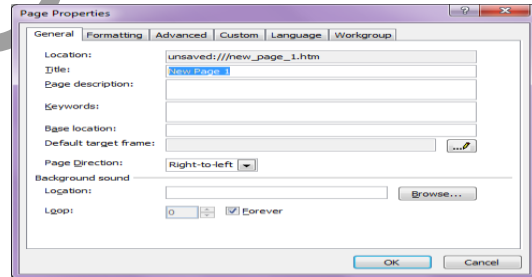 Page Properties
General Formatting Advanced Custom Language Workgroup
Location: unsaved:///new_page_1.htm
Title: New Page 1
Page description:
Keywords:
Base location:
Default target frame: ...
Page Direction: Right-to-left
Background sound
Location: Browse...
Loop: 0 Forever
OK Cancel